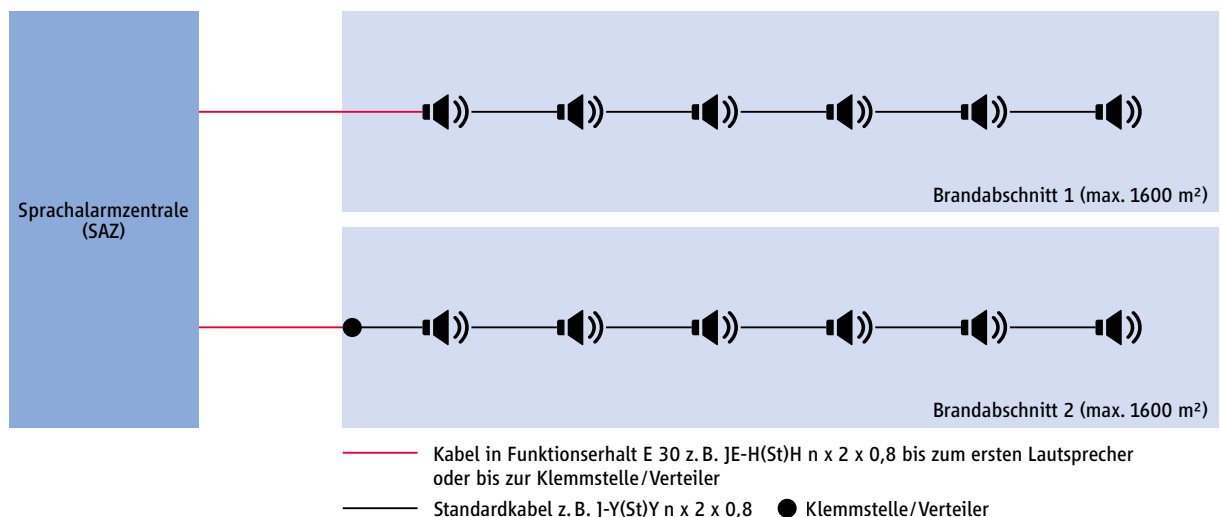 Sprachalarmzentrale
(SAZ)
Brandabschnitt 1 (max. 1600 m²)
Brandabschnitt 2 (max. 1600 m²)
Kabel in Funktionserhalt E 30 z. B. JE-H(St)H n x 2 x 0,8 bis zum ersten Lautsprecher
oder bis zur Klemmstelle/Verteiler
Standardkabel z. B. J-Y(St)Y n x 2 x 0,8 Klemmstelle/Verteiler